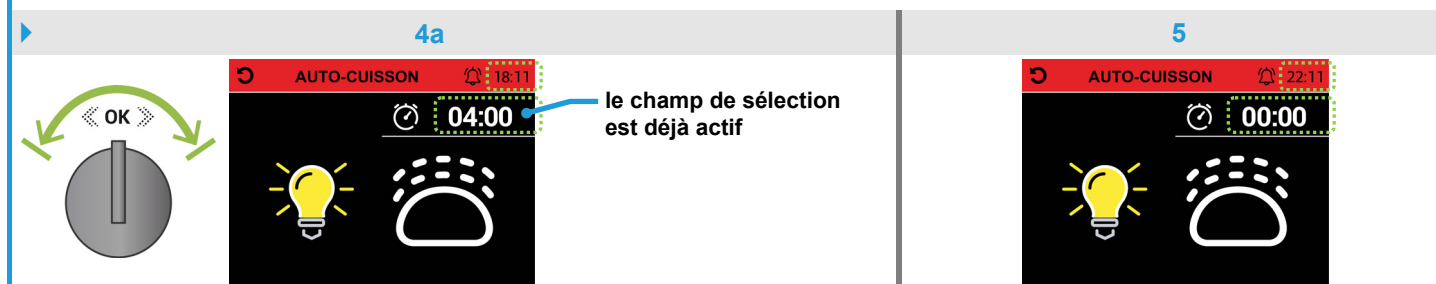 4a
5
OK
AUTO-CUISSON 18:11
04:00
le champ de sélection
est déjà actif
AUTO-CUISSON 22:11
00:00